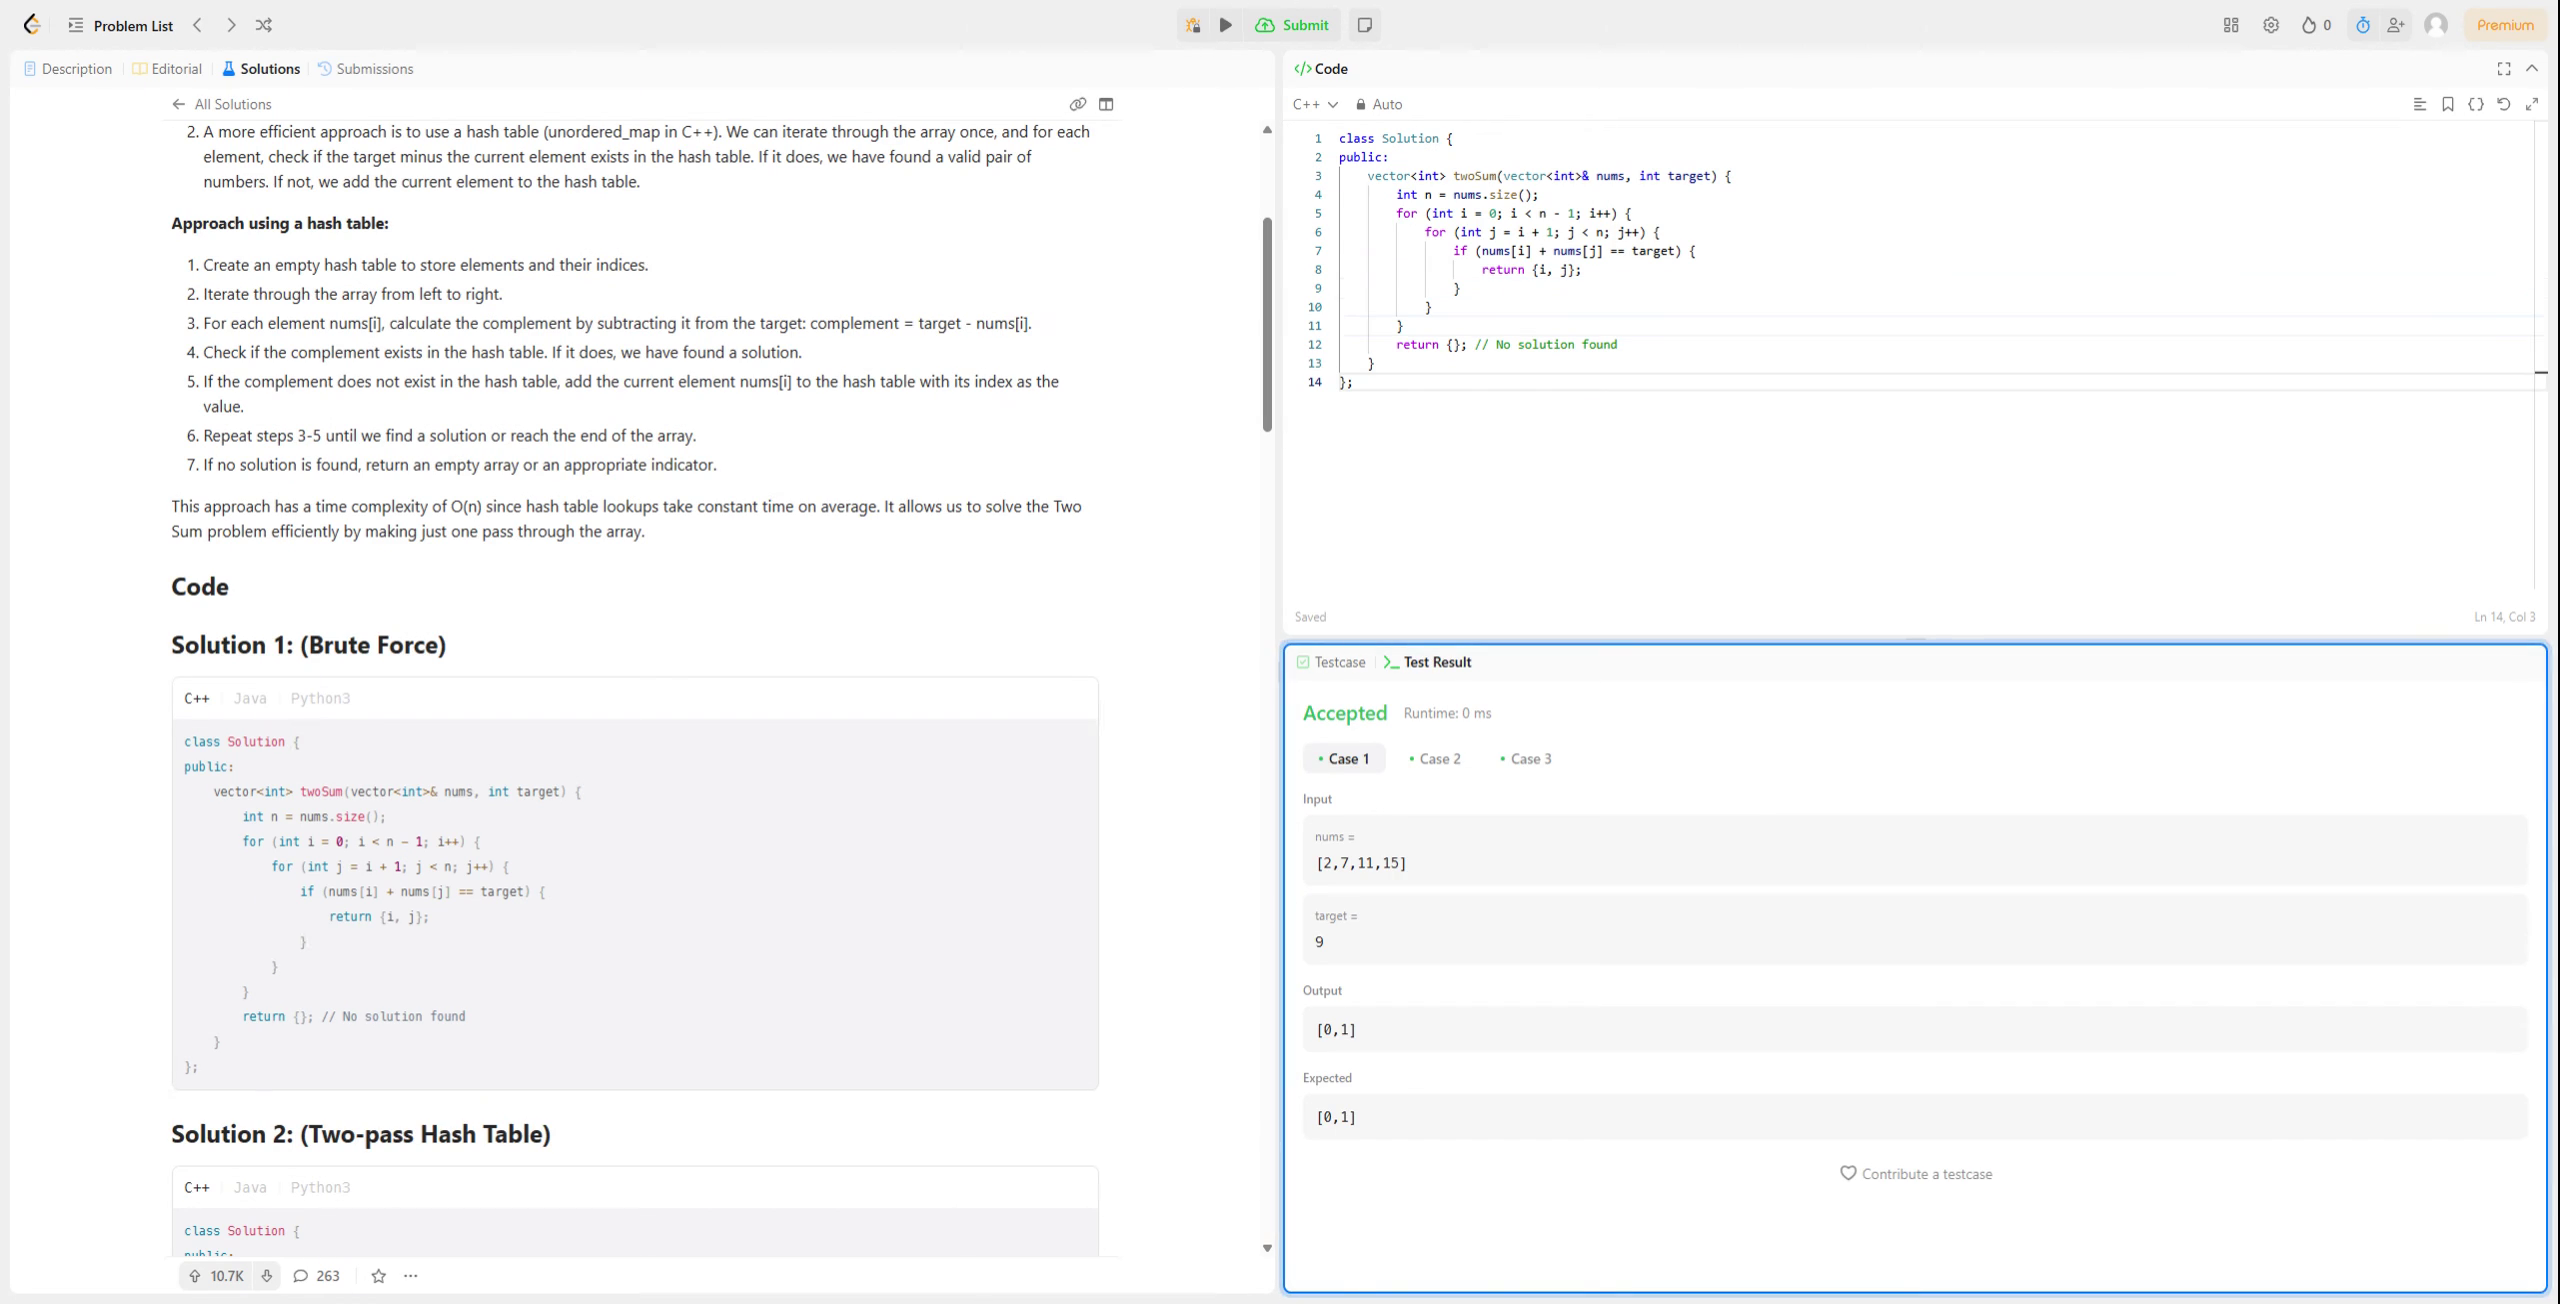 Problem List
Submit
0
Premium
Description
Editorial
Solutions
Submissions
All Solutions
2. A more efficient approach is to use a hash table (unordered_map in C++). We can iterate through the array once, and for each
element, check if the target minus the current element exists in the hash table. If it does, we have found a valid pair of
numbers. If not, we add the current element to the hash table.
Approach using a hash table:
1. Create an empty hash table to store elements and their indices.
2. Iterate through the array from left to right.
3. For each element nums[i], calculate the complement by subtracting it from the target: complement = target - nums[i].
4. Check if the complement exists in the hash table. If it does, we have found a solution.
5. If the complement does not exist in the hash table, add the current element nums[i] to the hash table with its index as the
value.
6. Repeat steps 3-5 until we find a solution or reach the end of the array.
7. If no solution is found, return an empty array or an appropriate indicator.
This approach has a time complexity of O(n) since hash table lookups take constant time on average. It allows us to solve the Two
Sum problem efficiently by making just one pass through the array.
Code
Solution 1: (Brute Force)
C++ Java Python3
class Solution {
public:
    vector<int> twoSum(vector<int>& nums, int target) {
        int n = nums.size();
        for (int i = 0; i < n - 1; i++) {
            for (int j = i + 1; j < n; j++) {
                if (nums[i] + nums[j] == target) {
                    return {i, j};
                }
            }
        }
        return {}; // No solution found
    }
};
Solution 2: (Two-pass Hash Table)
C++ Java Python3
class Solution {
public:
10.7K
263
</> Code
C++
Auto
1 class Solution {
2 public:
3     vector<int> twoSum(vector<int>& nums, int target) {
4         int n = nums.size();
5         for (int i = 0; i < n - 1; i++) {
6             for (int j = i + 1; j < n; j++) {
7                 if (nums[i] + nums[j] == target) {
8                     return {i, j};
9                 }
10             }
11         }
12         return {}; // No solution found
13     }
14 };
Saved
Ln 14, Col 3
Testcase
Test Result
Accepted
Runtime: 0 ms
Case 1
Case 2
Case 3
Input
nums =
[2,7,11,15]
target =
9
Output
[0,1]
Expected
[0,1]
Contribute a testcase